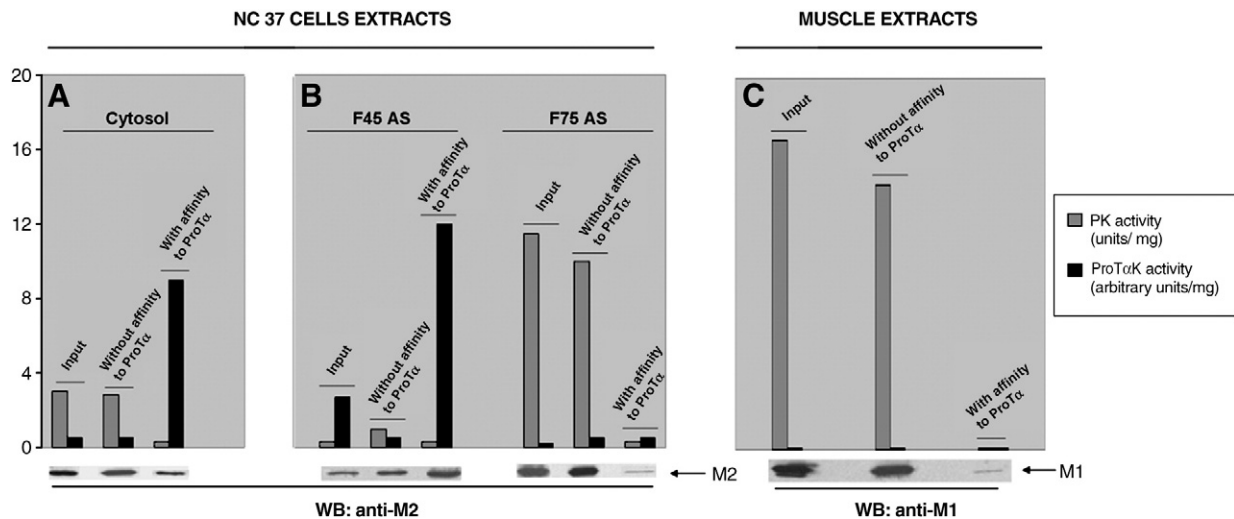 NC 37 CELLS EXTRACTS
MUSCLE EXTRACTS
20
16
12
8
4
0
A
Cytosol
Input
Without affinity
to ProTα
With affinity
to ProTα
B
F45 AS
Input
Without affinity
to ProTα
With affinity
to ProTα
F75 AS
Input
Without affinity
to ProTα
With affinity
to ProTα
C
Input
Without affinity
to ProTα
With affinity
to ProTα
PK activity
(units/ mg)
ProTαK activity
(arbitrary units/mg)
M2
M1
WB: anti-M2
WB: anti-M1